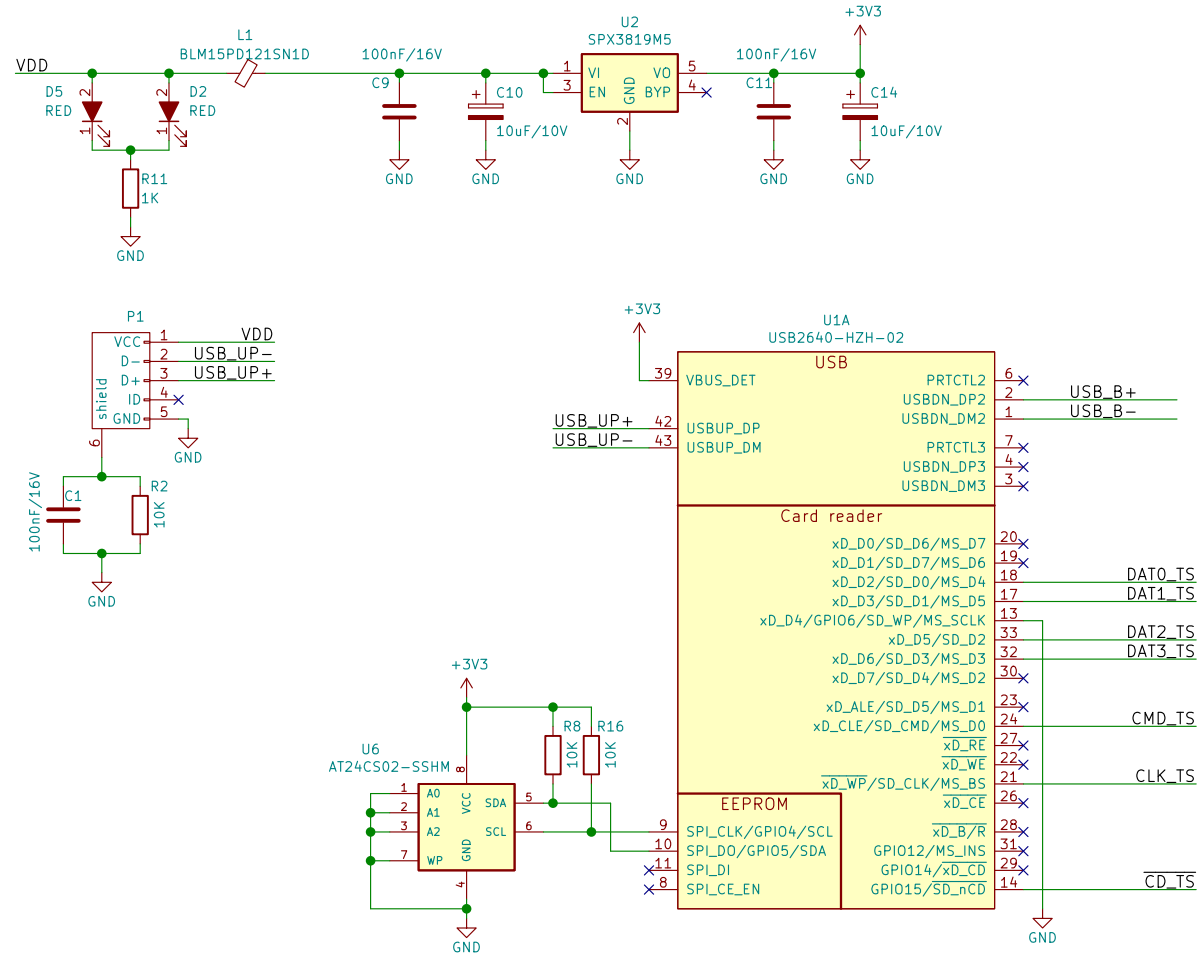 +3V3
L1
BLM15PD121SN1D
U2
SPX3819M5
VDD
100nF/16V
100nF/16V
1 VI VO 5
3 EN BYP 4
GND
2
D5
RED
2
1
D2
RED
2
1
C9
+ C10
10uF/10V
C11
+ C14
10uF/10V
GND
GND
GND
GND
GND
R11
1K
GND
P1
VCC 1 VDD
D- 2 USB_UP-
D+ 3 USB_UP+
ID 4
GND 5
shield
6
GND
100nF/16V
C1
R2
10K
GND
+3V3
U1A
USB2640-HZH-02
USB
39 VBUS_DET PRTCTL2 6
USBDN_DP2 2 USB_B+
USBDN_DM2 1 USB_B-
USB_UP+ 42 USBUP_DP
USB_UP- 43 USBUP_DM PRTCTL3 7
USBDN_DP3 4
USBDN_DM3 3
Card reader
xD_D0/SD_D6/MS_D7 20
xD_D1/SD_D7/MS_D6 19
xD_D2/SD_D0/MS_D4 18 DAT0_TS
xD_D3/SD_D1/MS_D5 17 DAT1_TS
xD_D4/GPIO6/SD_WP/MS_SCLK 13
xD_D5/SD_D2 33 DAT2_TS
xD_D6/SD_D3/MS_D3 32 DAT3_TS
xD_D7/SD_D4/MS_D2 30
xD_ALE/SD_D5/MS_D1 23
xD_CLE/SD_CMD/MS_D0 24 CMD_TS
xD_RE 27
xD_WE 22
xD_WP/SD_CLK/MS_BS 21 CLK_TS
xD_CE 26
xD_B/R 28
GPIO12/MS_INS 31
GPIO14/xD_CD 29
GPIO15/SD_nCD 14 CD_TS
GND
EEPROM
9 SPI_CLK/GPIO4/SCL
10 SPI_DO/GPIO5/SDA
11 SPI_DI
8 SPI_CE_EN
+3V3
R8
10K
R16
10K
U6
AT24CS02-SSHM
8
VCC
1 A0
2 A1
3 A2
7 WP
SDA 5
SCL 6
GND
4
GND